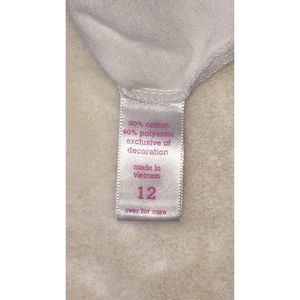 60% cotton
40% polyester
exclusive of
decoration
made in
vietnam
12
over for care